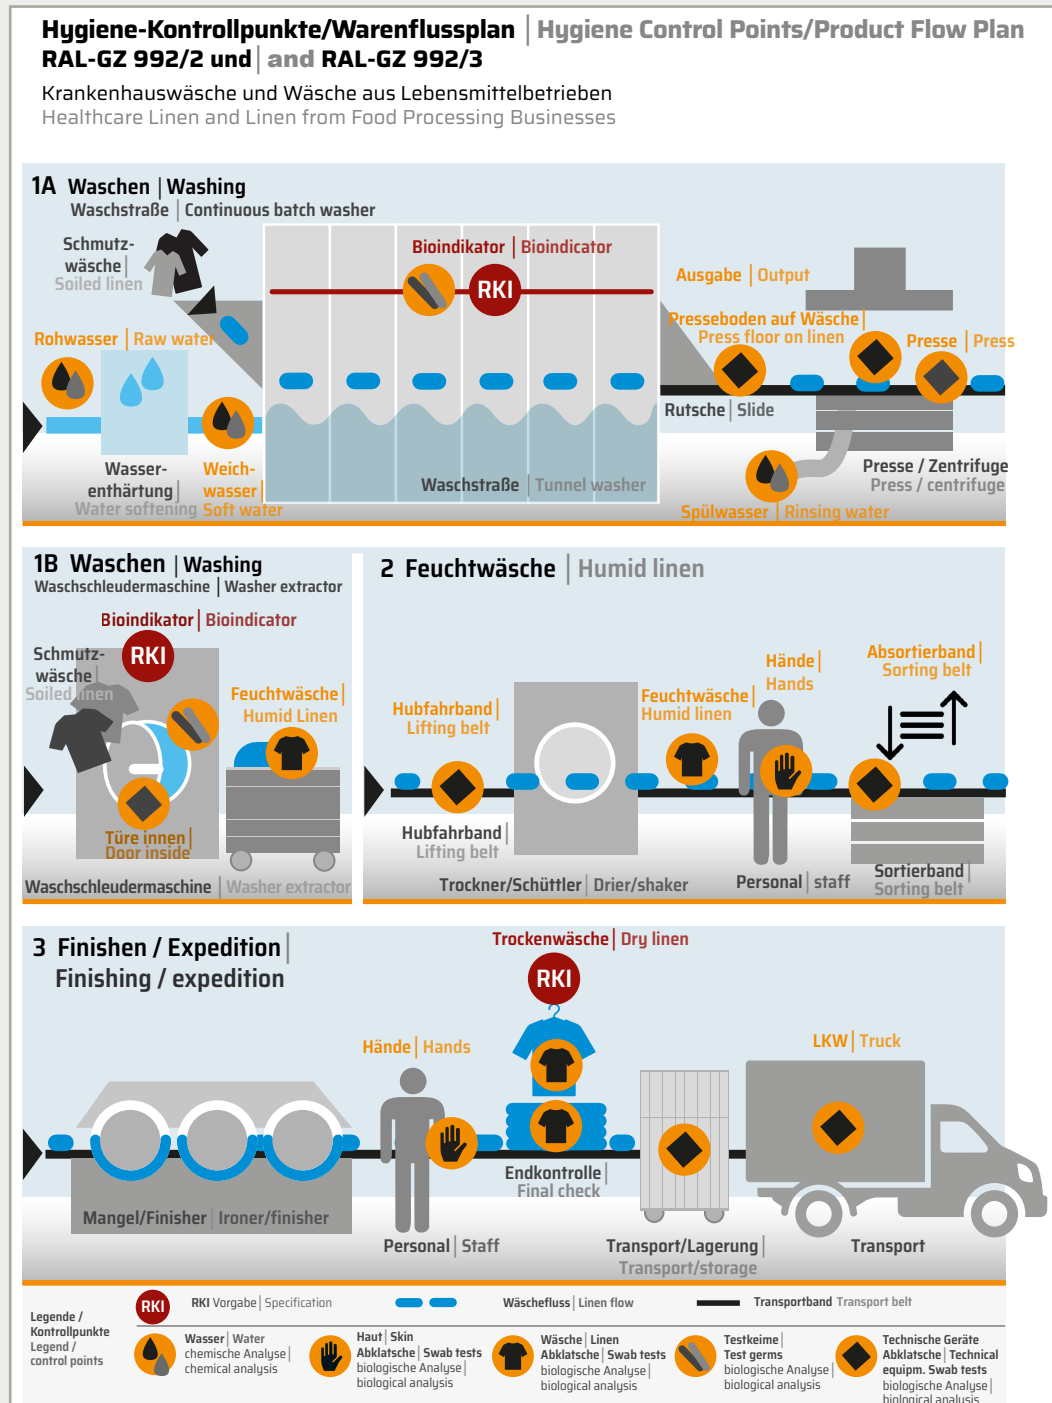 Hygiene-Kontrollpunkte/Warenflussplan | Hygiene Control Points/Product Flow Plan
RAL-GZ 992/2 und | and RAL-GZ 992/3
Krankenhauswäsche und Wäsche aus Lebensmittelbetrieben
Healthcare Linen and Linen from Food Processing Businesses
1A Waschen | Washing
Waschstraße | Continuous batch washer
Schmutz-
wäsche |
Soiled linen
Bioindikator | Bioindicator
RKI
Ausgabe | Output
Rohwasser | Raw water
Presseboden auf Wäsche |
Press floor on linen
Presse | Press
Rutsche | Slide
Wasser-
enthärtung |
Water softening
Weich-
wasser |
Soft water
Waschstraße | Tunnel washer
Presse / Zentrifuge
Press / centrifuge
Spülwasser | Rinsing water
1B Waschen | Washing
Waschschleudermaschine | Washer extractor
Bioindikator | Bioindicator
RKI
Schmutz-
wäsche |
Soiled linen
Feuchtwäsche |
Humid Linen
Türe innen |
Door inside
Waschschleudermaschine | Washer extractor
2 Feuchtwäsche | Humid linen
Hubfahrband |
Lifting belt
Feuchtwäsche |
Humid linen
Hände |
Hands
Absortierband |
Sorting belt
Hubfahrband |
Lifting belt
Trockner/Schüttler | Drier/shaker
Personal | staff
Sortierband |
Sorting belt
3 Finishen / Expedition |
Finishing / expedition
Trockenwäsche | Dry linen
RKI
Hände | Hands
LKW | Truck
Endkontrolle |
Final check
Mangel/Finisher | Ironer/finisher
Personal | Staff
Transport/Lagerung |
Transport/storage
Transport
Legende /
Kontrollpunkte
Legend /
control points
RKI
RKI Vorgabe | Specification
Wäschefluss | Linen flow
Transportband Transport belt
Wasser | Water
chemische Analyse |
chemical analysis
Haut | Skin
Abklatsche | Swab tests
biologische Analyse |
biological analysis
Wäsche | Linen
Abklatsche | Swab tests
biologische Analyse |
biological analysis
Testkeime |
Test germs
biologische Analyse |
biological analysis
Technische Geräte
Abklatsche | Technical
equipm. Swab tests
biologische Analyse |
biological analysis